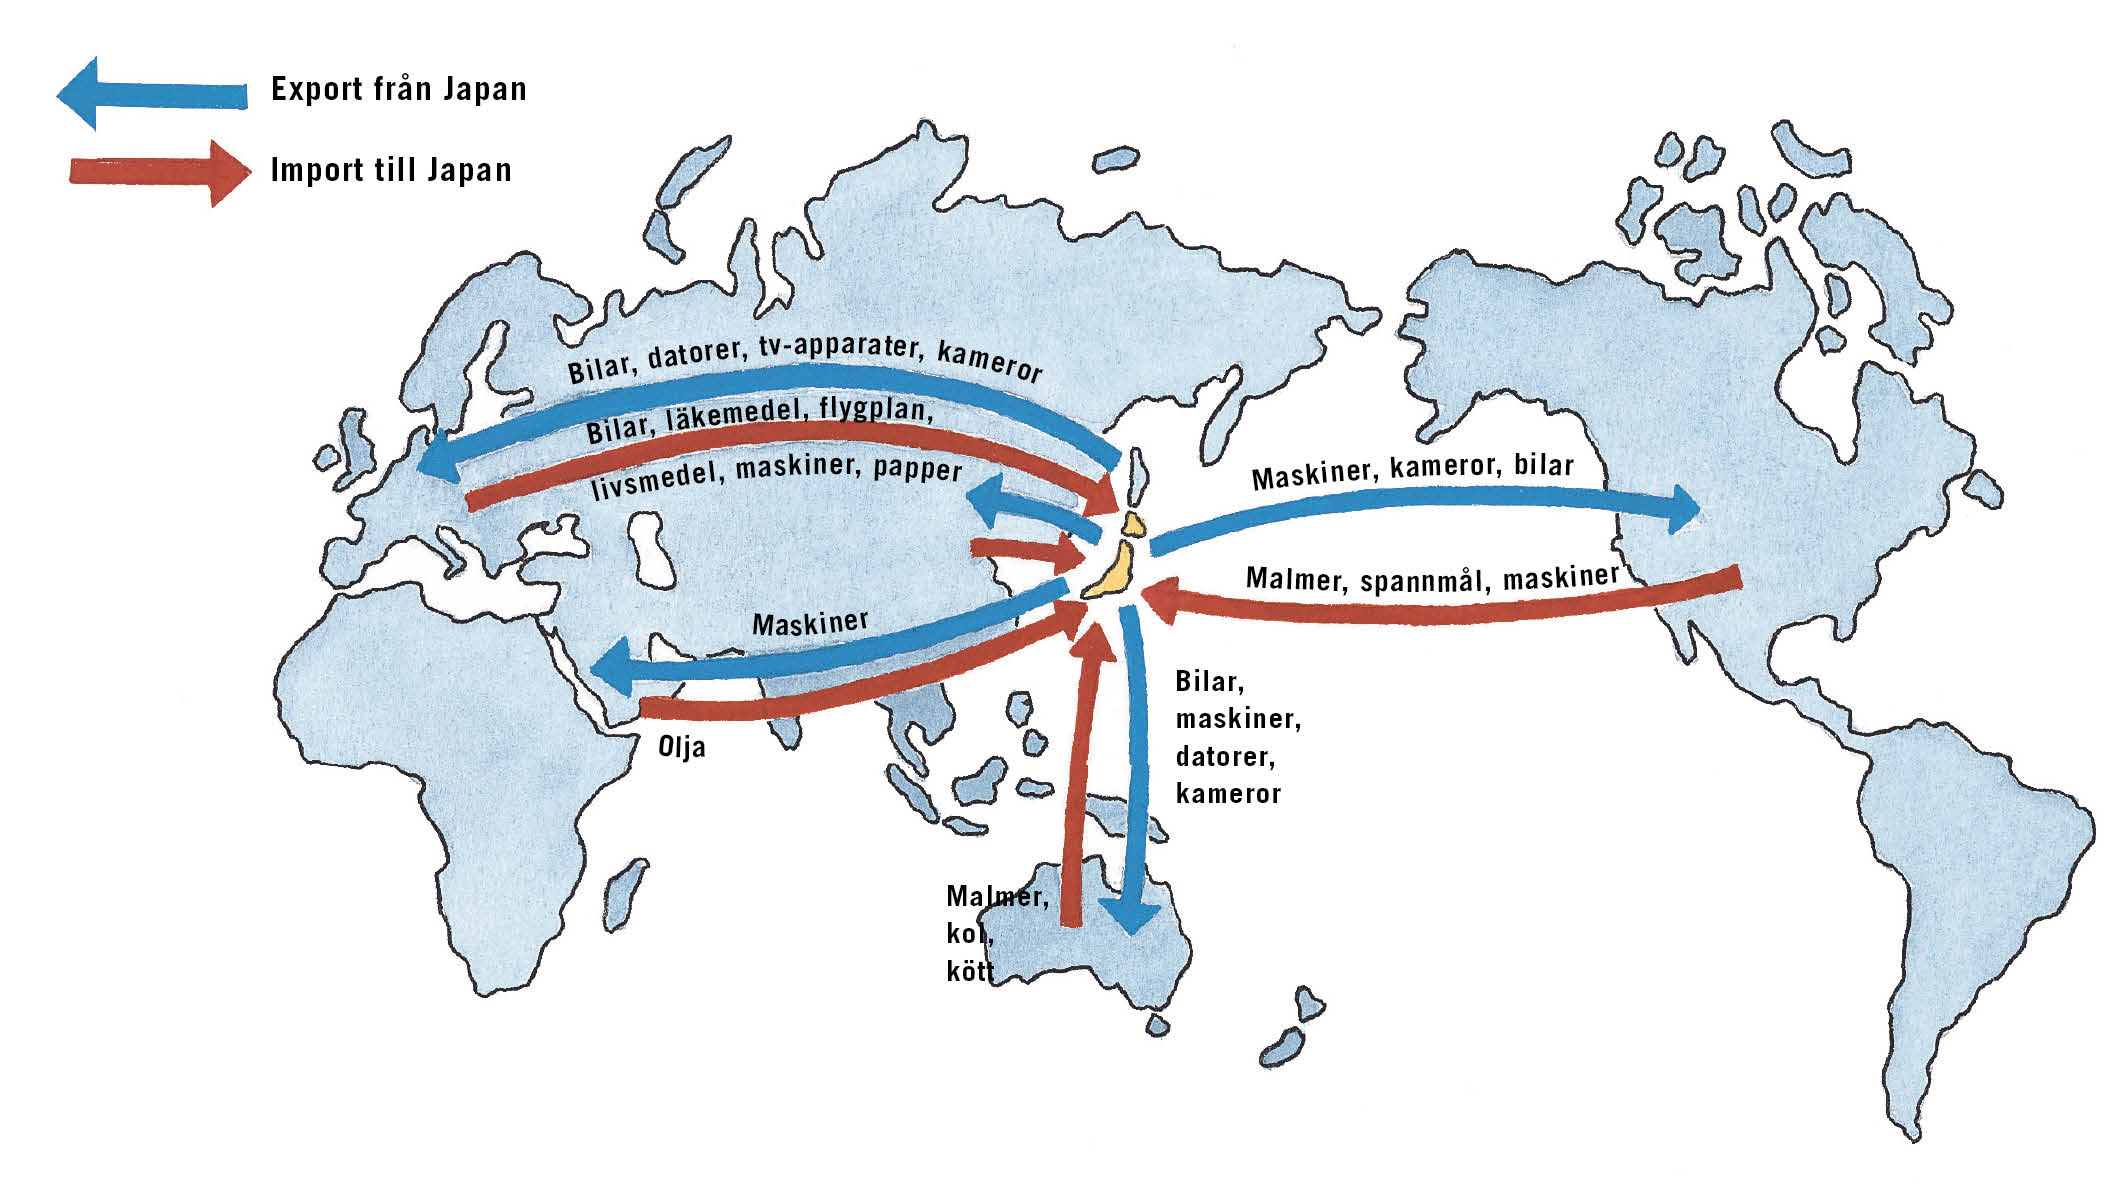 Export från Japan
Import till Japan
Bilar, datorer, tv-apparater, kameror
Bilar, läkemedel, flygplan,
livsmedel, maskiner, papper
Maskiner, kameror, bilar
Malmer, spannmål, maskiner
Maskiner
Olja
Bilar,
maskiner,
datorer,
kameror
Malmer,
kol,
kött